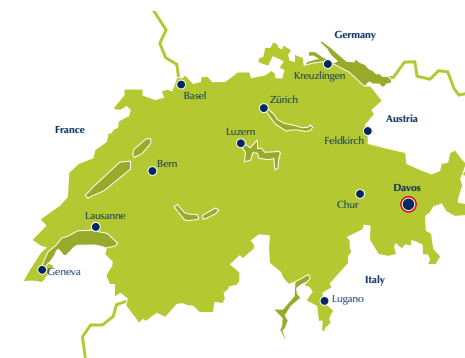 Germany
Kreuzlingen
Basel
Zürich
Austria
France
Luzern
Feldkirch
Bern
Davos
Chur
Lausanne
Geneva
Italy
Lugano